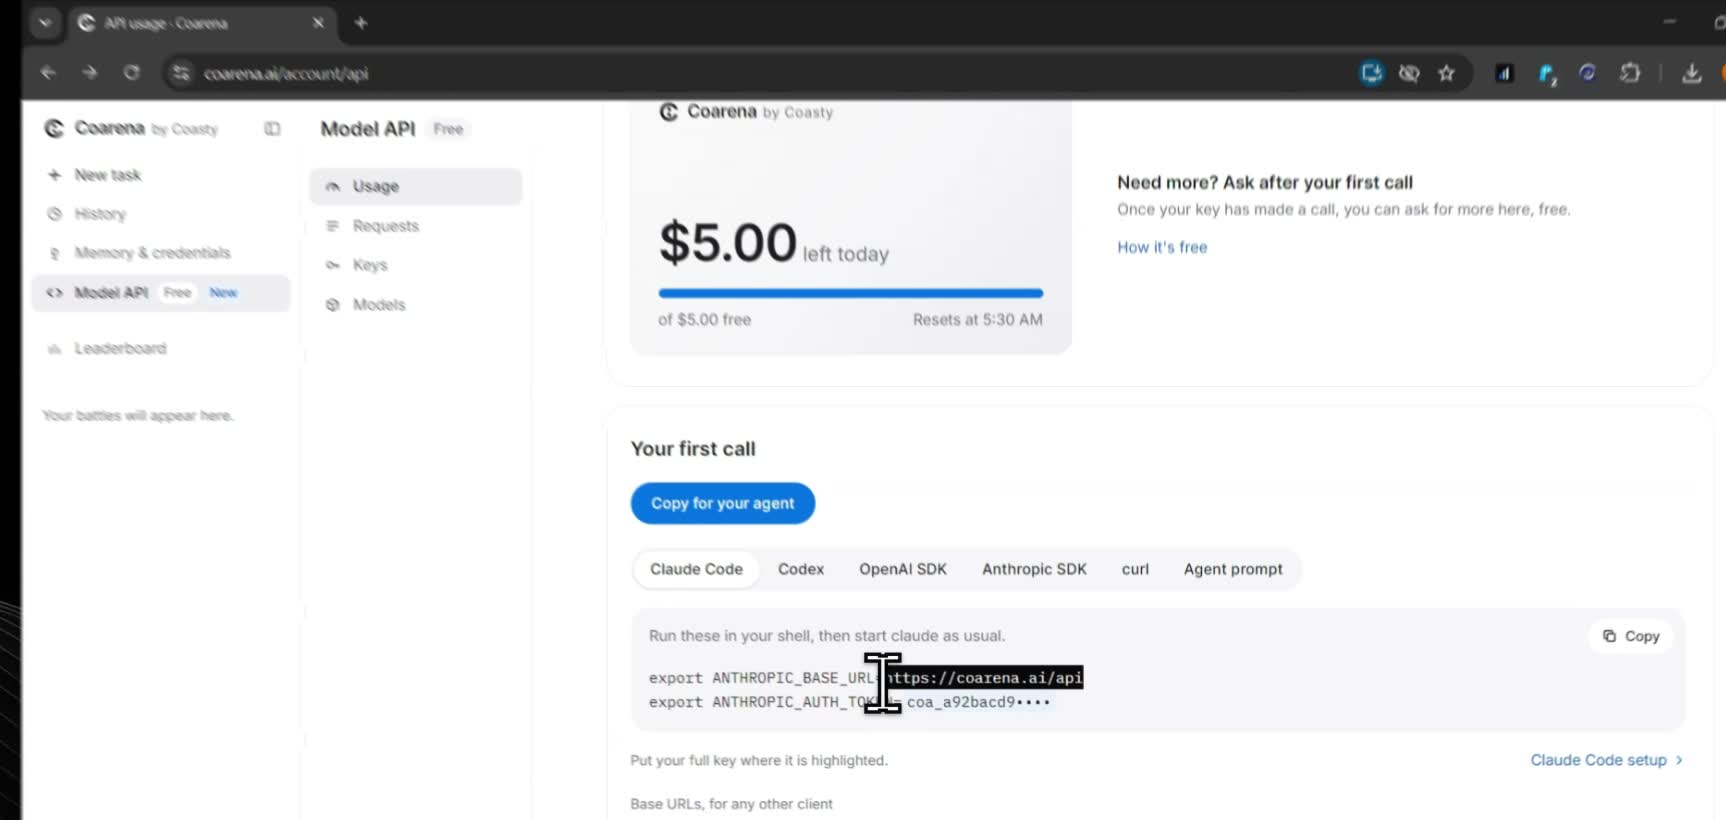 API usage · Coarena
coarena.ai/account/api
Coarena by Coasty
New task
History
Memory & credentials
Model API Free New
Leaderboard
Your battles will appear here.
Model API Free
Usage
Requests
Keys
Models
Coarena by Coasty
$5.00 left today
of $5.00 free
Resets at 5:30 AM
Need more? Ask after your first call
Once your key has made a call, you can ask for more here, free.
How it's free
Your first call
Copy for your agent
Claude Code Codex OpenAI SDK Anthropic SDK curl Agent prompt
Run these in your shell, then start claude as usual.
Copy
export ANTHROPIC_BASE_URL=https://coarena.ai/api
export ANTHROPIC_AUTH_TOKEN=coa_a92bacd9••••
Put your full key where it is highlighted.
Claude Code setup >
Base URLs, for any other client